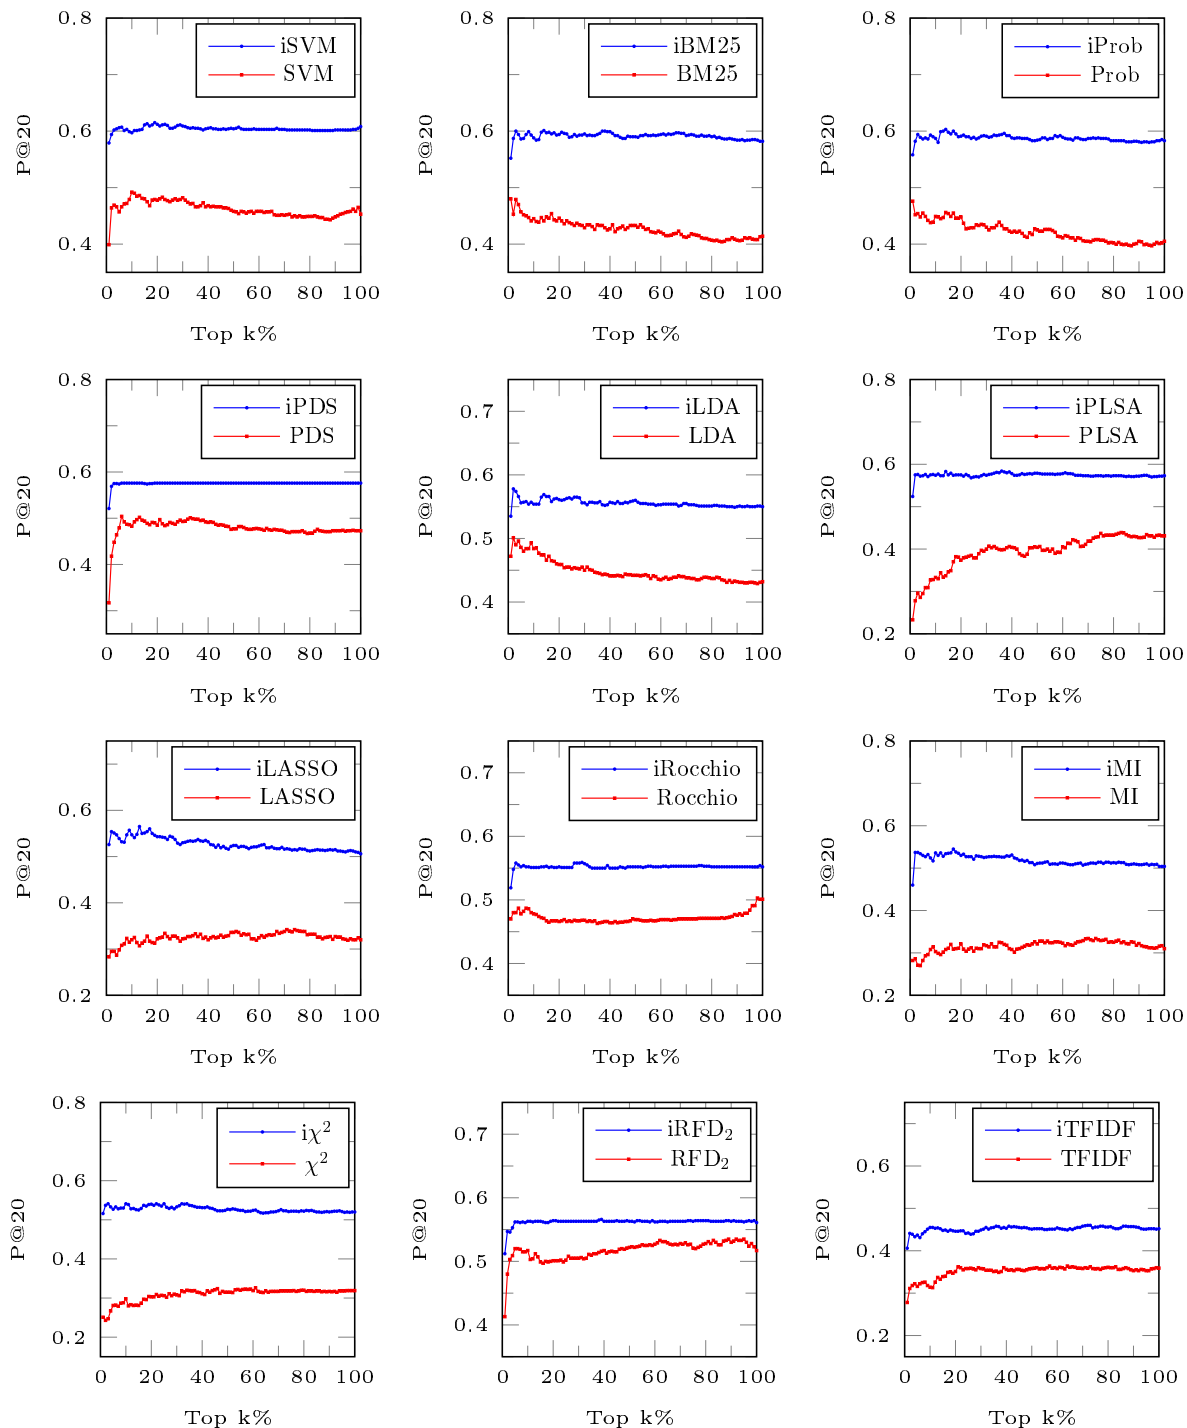 0.8
0.6
0.4
P@20
iSVM
SVM
0 20 40 60 80 100
Top k%
0.8
0.6
0.4
P@20
iBM25
BM25
0 20 40 60 80 100
Top k%
0.8
0.6
0.4
P@20
iProb
Prob
0 20 40 60 80 100
Top k%
0.8
0.6
0.4
P@20
iPDS
PDS
0 20 40 60 80 100
Top k%
0.7
0.6
0.5
0.4
P@20
iLDA
LDA
0 20 40 60 80 100
Top k%
0.8
0.6
0.4
0.2
P@20
iPLSA
PLSA
0 20 40 60 80 100
Top k%
0.6
0.4
0.2
P@20
iLASSO
LASSO
0 20 40 60 80 100
Top k%
0.7
0.6
0.5
0.4
P@20
iRocchio
Rocchio
0 20 40 60 80 100
Top k%
0.8
0.6
0.4
0.2
P@20
iMI
MI
0 20 40 60 80 100
Top k%
0.8
0.6
0.4
0.2
P@20
iχ²
χ²
0 20 40 60 80 100
Top k%
0.7
0.6
0.5
0.4
P@20
iRFD₂
RFD₂
0 20 40 60 80 100
Top k%
0.6
0.4
0.2
P@20
iTFIDF
TFIDF
0 20 40 60 80 100
Top k%